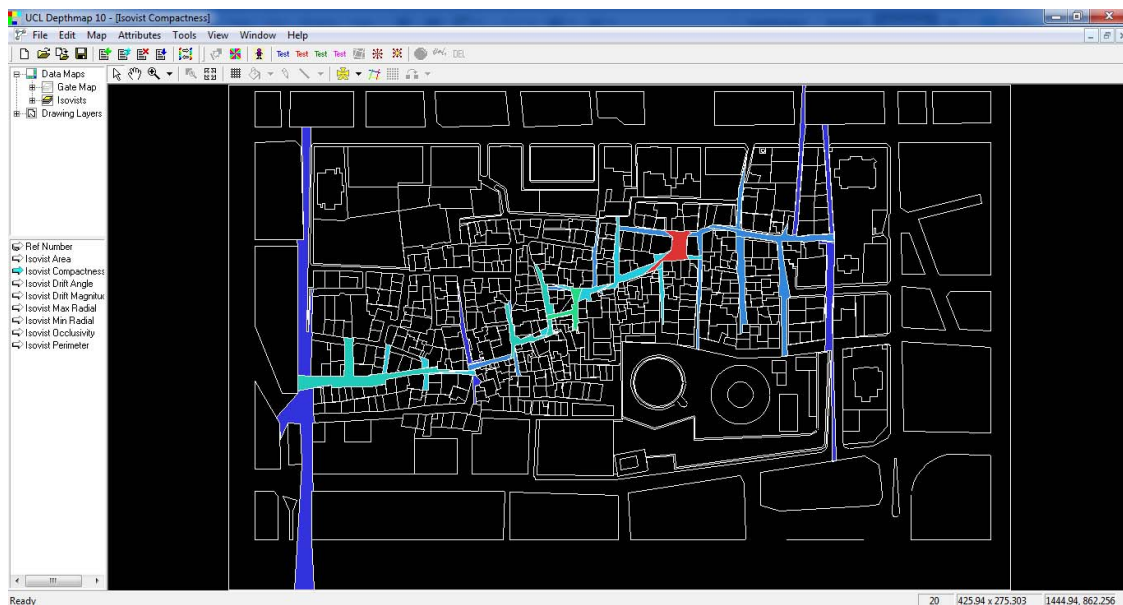 UCL Depthmap 10 - [Isovist Compactness]
File Edit Map Attributes Tools View Window Help
Test Test Test Test DEL
Data Maps
Gate Map
Isovists
Drawing Layers
Ref Number
Isovist Area
Isovist Compactness
Isovist Drift Angle
Isovist Drift Magnitu
Isovist Max Radial
Isovist Min Radial
Isovist Occlusivity
Isovist Perimeter
Ready
20 425.94 x 275.303 1444.94, 862.256